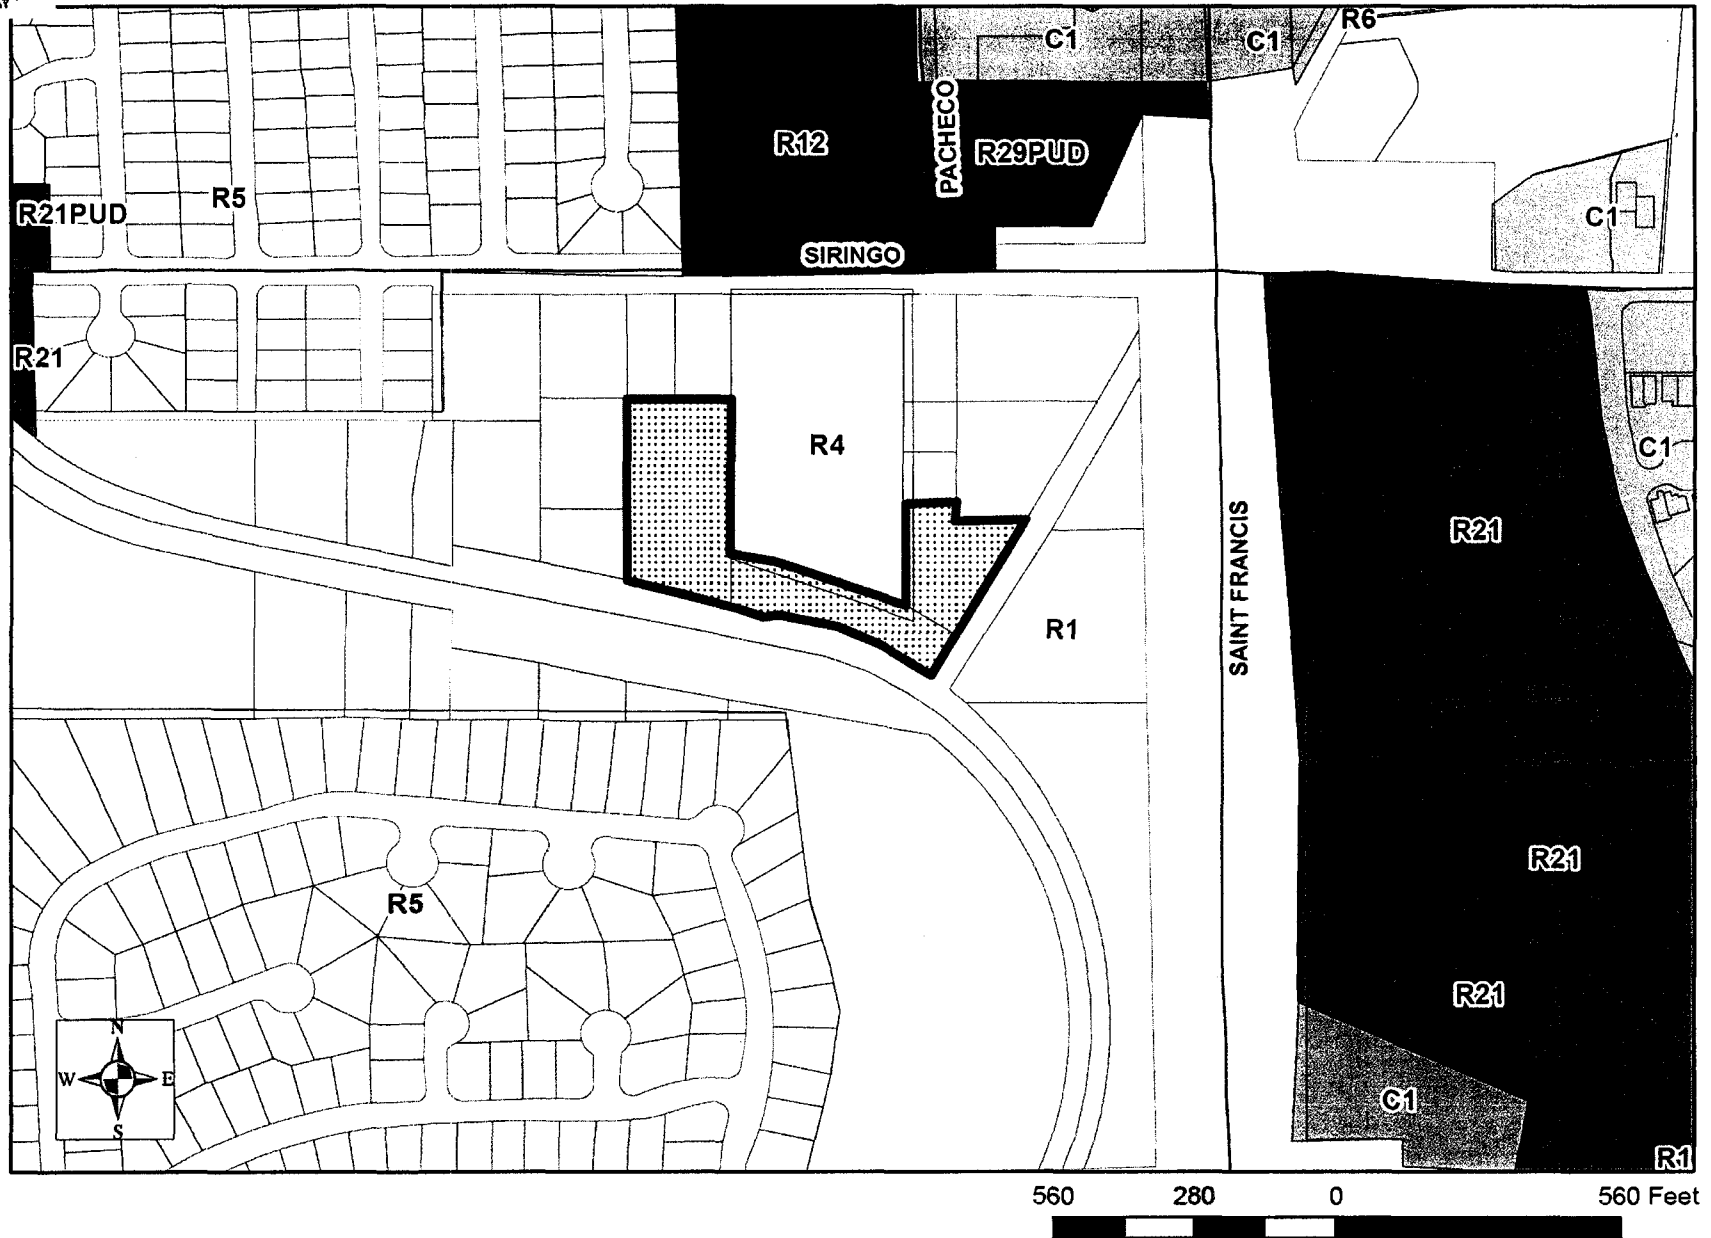 R6
C1
C1
R12
PACHECO
R29PUD
R5
R21PUD
C1
SIRINGO
R21
R4
C1
R21
SAINT FRANCIS
R1
R21
R5
R21
N
W E
S
C1
R1
560 280 0 560 Feet